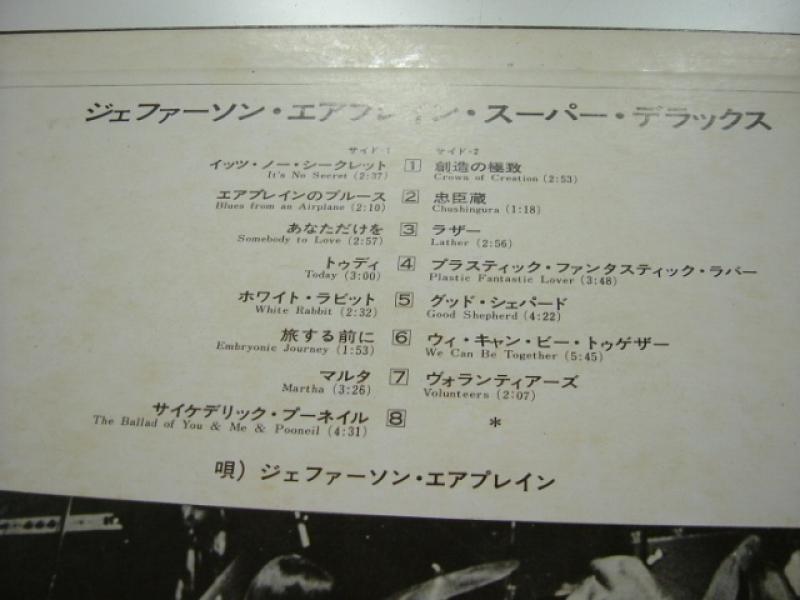 ジェファーソン・エアプレイン・スーパー・デラックス
サイド・1
サイド・2
イッツ・ノー・シークレット 1 創造の極致
It's No Secret (2:37) Crown of Creation (2:53)
エアプレインのブルース 2 忠臣蔵
Blues from an Airplane (2:10) Chushingura (1:18)
あなただけを 3 ラザー
Somebody to Love (2:57) Lather (2:56)
トゥディ 4 プラスティック・ファンタスティック・ラバー
Today (3:00) Plastic Fantastic Lover (3:48)
ホワイト・ラビット 5 グッド・シェパード
White Rabbit (2:32) Good Shepherd (4:22)
旅する前に 6 ウィ・キャン・ビー・トゥゲザー
Embryonic Journey (1:53) We Can Be Together (5:45)
マルタ 7 ヴォランティアーズ
Martha (3:26) Volunteers (2:07)
サイケデリック・プーネイル 8 *
The Ballad of You & Me & Pooneil (4:31)
唄）ジェファーソン・エアプレイン